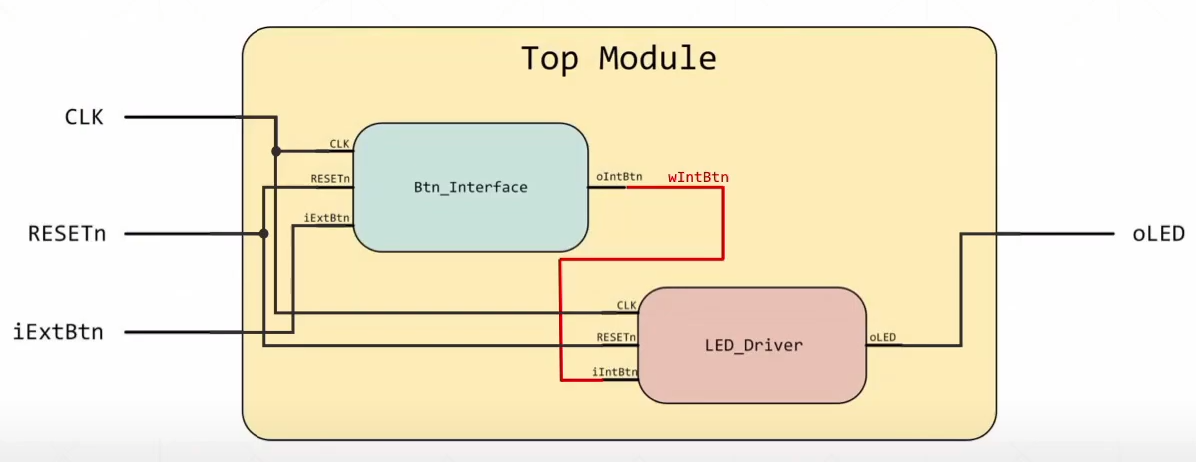 Top Module
CLK
CLK
RESETn
Btn_Interface
oIntBtn
wIntBtn
iExtBtn
RESETn
oLED
CLK
iExtBtn
RESETn
LED_Driver
oLED
iIntBtn